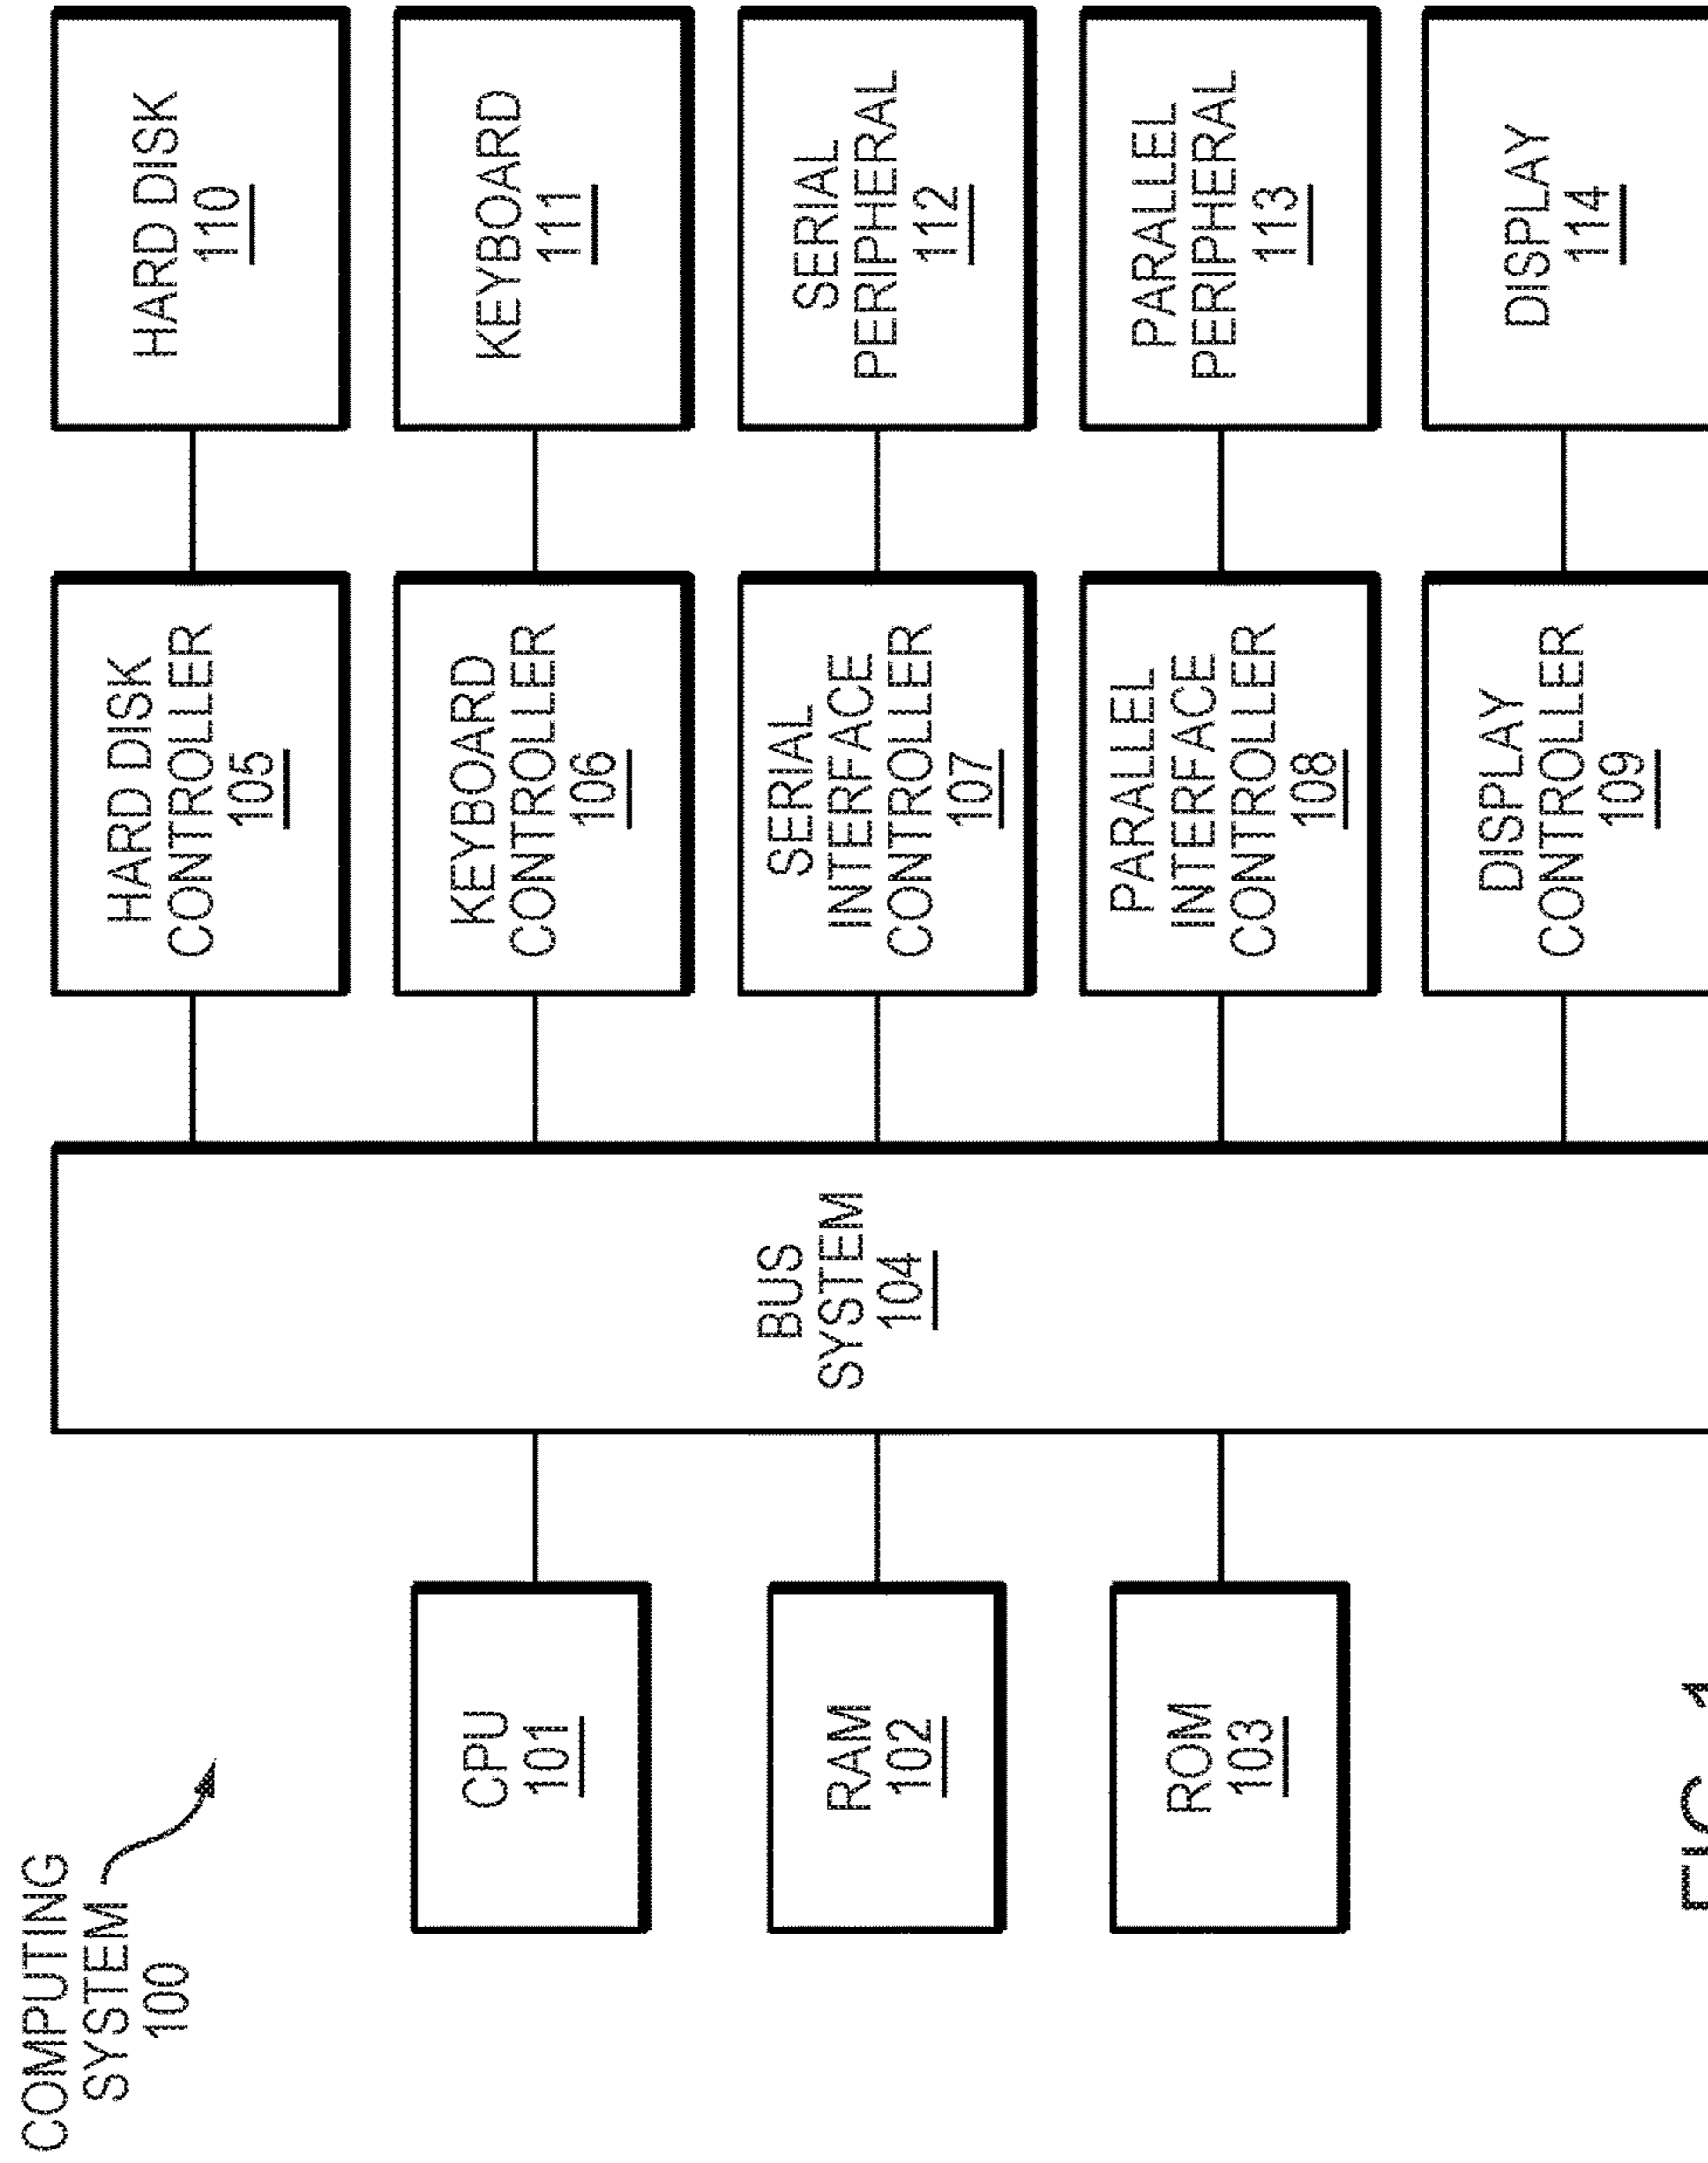 COMPUTING
SYSTEM
100
CPU
101
RAM
102
ROM
103
BUS
SYSTEM
104
HARD DISK
CONTROLLER
105
KEYBOARD
CONTROLLER
106
SERIAL
INTERFACE
CONTROLLER
107
PARALLEL
INTERFACE
CONTROLLER
108
DISPLAY
CONTROLLER
109
HARD DISK
110
KEYBOARD
111
SERIAL
PERIPHERAL
112
PARALLEL
PERIPHERAL
113
DISPLAY
114